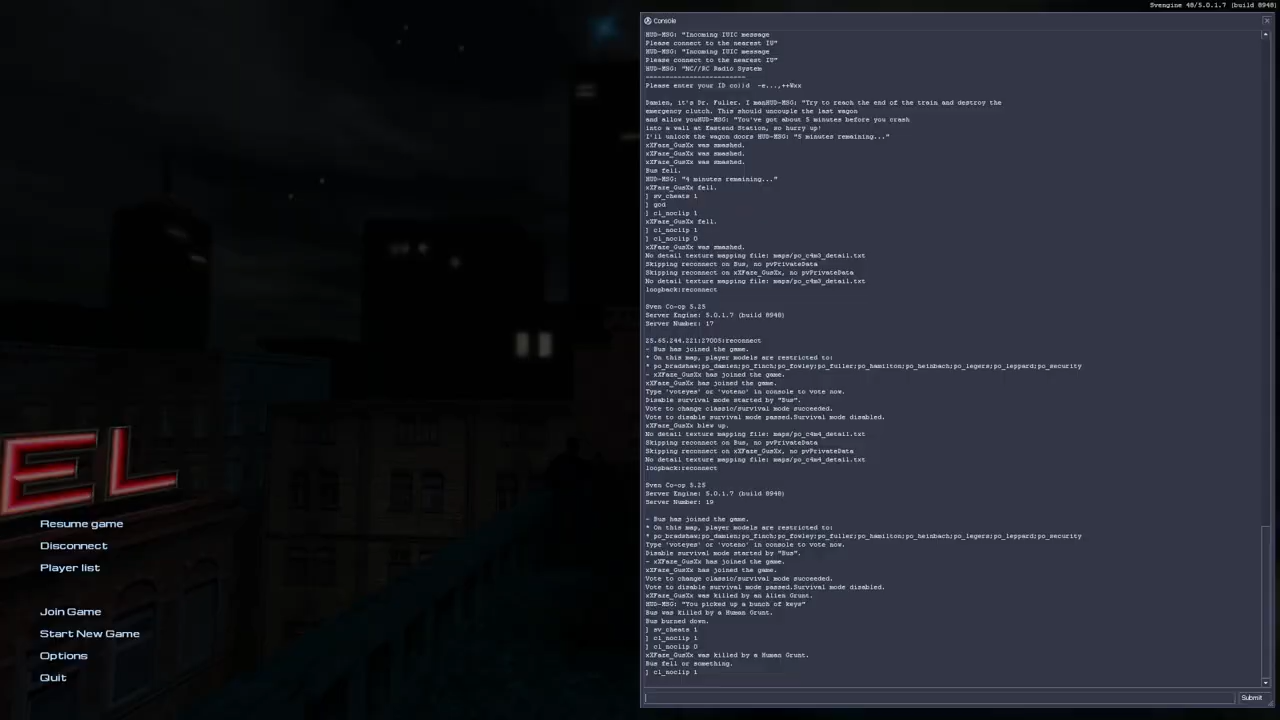 Svengine 48/5.0.1.7 (build 8948)
Console
HUD-MSG: "Incoming IUIC message
Please connect to the nearest IU"
HUD-MSG: "Incoming IUIC message
Please connect to the nearest IU"
HUD-MSG: "NC//RC Radio System
-------------------------
Please enter your ID co))d  -e...,++Wxx
Damien, it's Dr. Fuller. I manHUD-MSG: "Try to reach the end of the train and destroy the
emergency clutch. This should uncouple the last wagon
and allow youHUD-MSG: "You've got about 5 minutes before you crash
into a wall at Eastend Station, so hurry up!
I'll unlock the wagon doors HUD-MSG: "5 minutes remaining..."
xXFaze_GusXx was smashed.
xXFaze_GusXx was smashed.
xXFaze_GusXx was smashed.
Bus fell.
HUD-MSG: "4 minutes remaining..."
xXFaze_GusXx fell.
] sv_cheats 1
] god
] cl_noclip 1
xXFaze_GusXx fell.
] cl_noclip 1
] cl_noclip 0
xXFaze_GusXx was smashed.
No detail texture mapping file: maps/po_c4m3_detail.txt
Skipping reconnect on Bus, no pvPrivateData
Skipping reconnect on xXFaze_GusXx, no pvPrivateData
No detail texture mapping file: maps/po_c4m3_detail.txt
loopback:reconnect
Sven Co-op 5.25
Server Engine: 5.0.1.7 (build 8948)
Server Number: 17
25.65.244.221:27005:reconnect
- Bus has joined the game.
* On this map, player models are restricted to:
* po_bradshaw;po_damien;po_finch;po_fowley;po_fuller;po_hamilton;po_heinbach;po_legers;po_leppard;po_security
- xXFaze_GusXx has joined the game.
xXFaze_GusXx has joined the game.
Type 'voteyes' or 'voteno' in console to vote now.
Disable survival mode started by "Bus".
Vote to change classic/survival mode succeeded.
Vote to disable survival mode passed.Survival mode disabled.
xXFaze_GusXx blew up.
No detail texture mapping file: maps/po_c4m4_detail.txt
Skipping reconnect on Bus, no pvPrivateData
Skipping reconnect on xXFaze_GusXx, no pvPrivateData
No detail texture mapping file: maps/po_c4m4_detail.txt
loopback:reconnect
Sven Co-op 5.25
Server Engine: 5.0.1.7 (build 8948)
Server Number: 19
- Bus has joined the game.
* On this map, player models are restricted to:
* po_bradshaw;po_damien;po_finch;po_fowley;po_fuller;po_hamilton;po_heinbach;po_legers;po_leppard;po_security
Type 'voteyes' or 'voteno' in console to vote now.
Disable survival mode started by "Bus".
- xXFaze_GusXx has joined the game.
xXFaze_GusXx has joined the game.
Vote to change classic/survival mode succeeded.
Vote to disable survival mode passed.Survival mode disabled.
xXFaze_GusXx was killed by an Alien Grunt.
HUD-MSG: "You picked up a bunch of keys"
Bus was killed by a Human Grunt.
Bus burned down.
] sv_cheats 1
] cl_noclip 1
] cl_noclip 0
xXFaze_GusXx was killed by a Human Grunt.
Bus fell or something.
] cl_noclip 1
Submit
Resume game
Disconnect
Player list
Join Game
Start New Game
Options
Quit